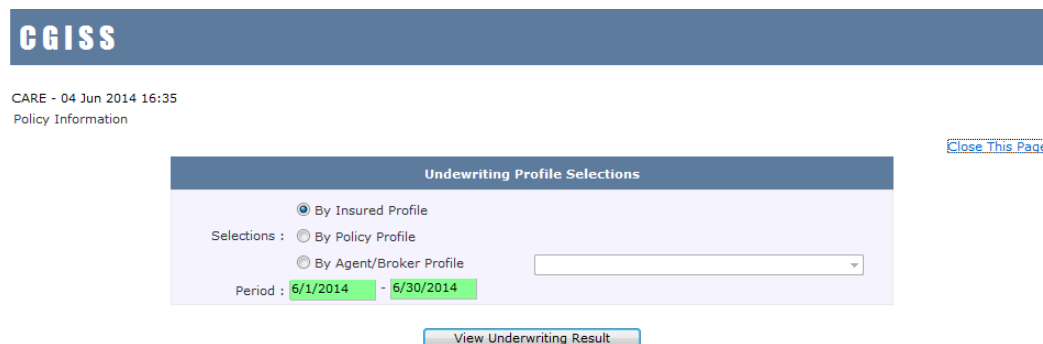 CGISS
CARE - 04 Jun 2014 16:35
Policy Information
Close This Page
Undewriting Profile Selections
By Insured Profile
Selections : By Policy Profile
By Agent/Broker Profile
Period : 6/1/2014 - 6/30/2014
View Underwriting Result